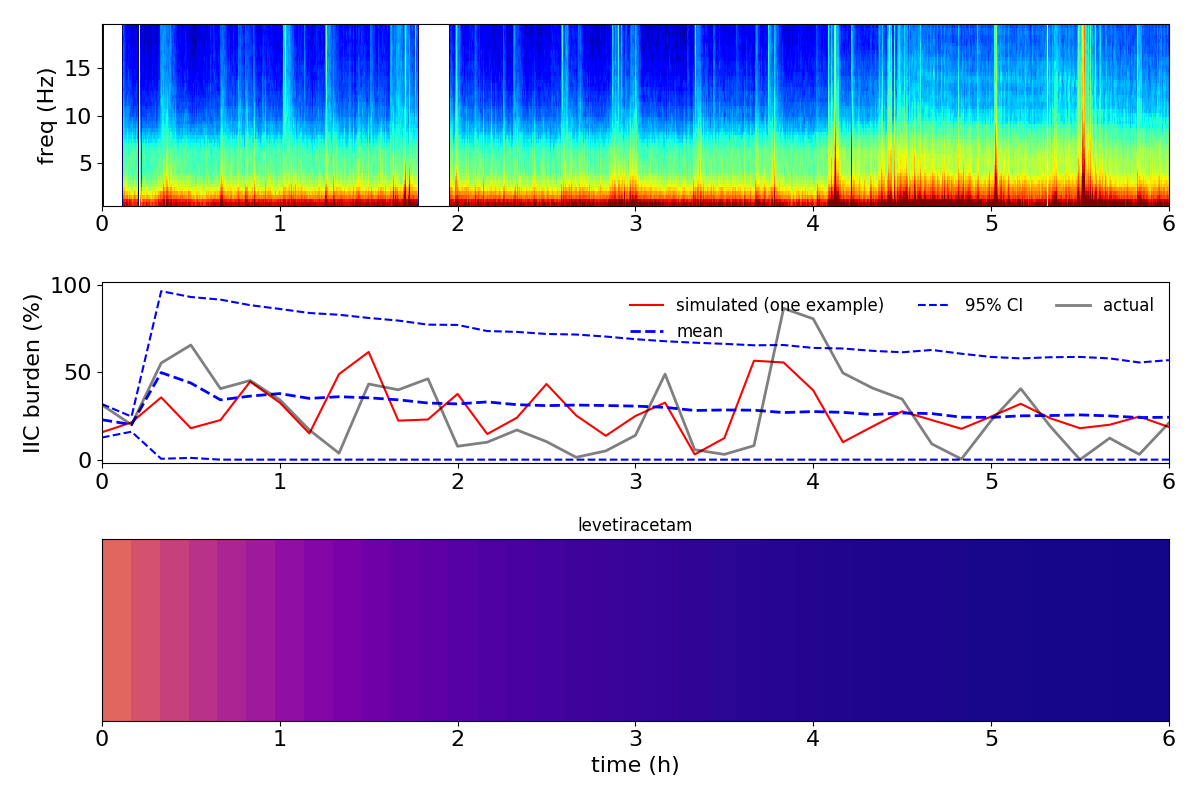 freq (Hz)
15
10
5
0 1 2 3 4 5 6
IIC burden (%)
100
50
0
simulated (one example) 95% CI actual
mean
0 1 2 3 4 5 6
levetiracetam
0 1 2 3 4 5 6
time (h)